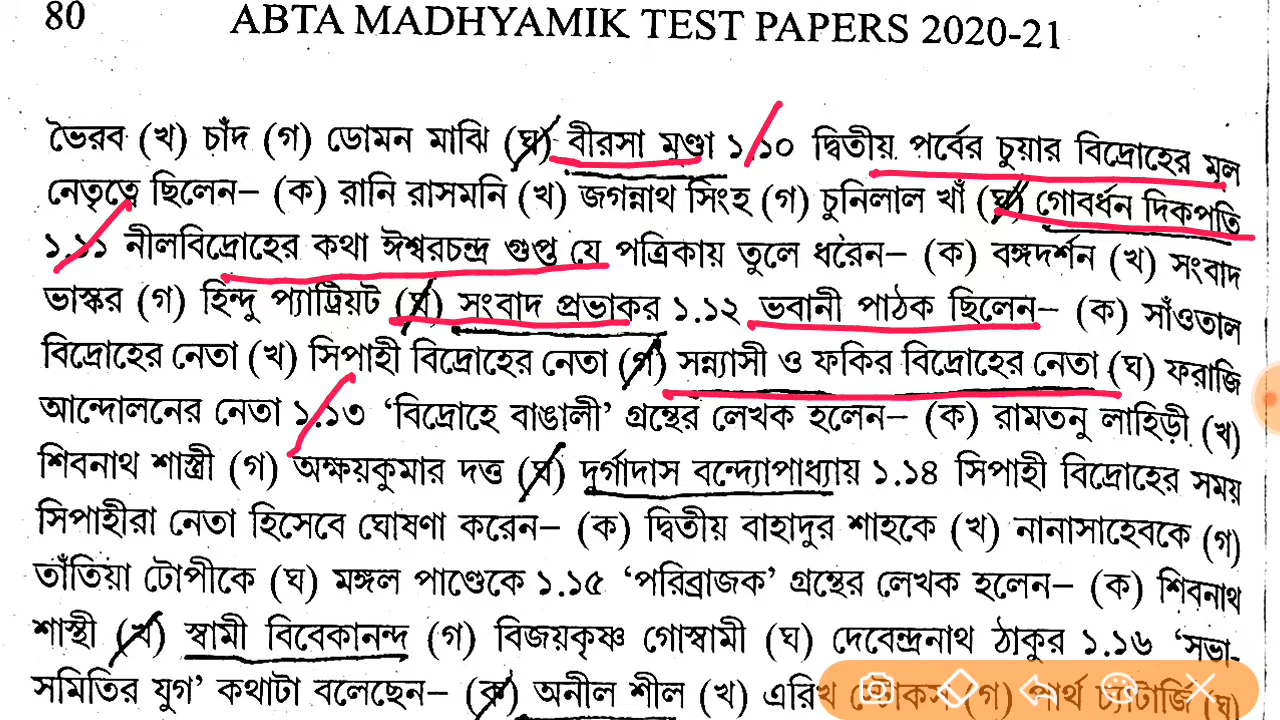 80 ABTA MADHYAMIK TEST PAPERS 2020-21
ভৈরব (খ) চাঁদ (গ) ডোমন মাঝি (ঘ) বীরসা মুণ্ডা ১.১০ দ্বিতীয় পর্বের চুয়ার বিদ্রোহের মূল
নেতৃত্বে ছিলেন– (ক) রানি রাসমনি (খ) জগন্নাথ সিংহ (গ) চুনিলাল খাঁ (ঘ) গোবর্ধন দিকপতি
১.১১ নীলবিদ্রোহের কথা ঈশ্বরচন্দ্র গুপ্ত যে পত্রিকায় তুলে ধরেন– (ক) বঙ্গদর্শন (খ) সংবাদ
ভাস্কর (গ) হিন্দু প্যাট্রিয়ট (ঘ) সংবাদ প্রভাকর ১.১২ ভবানী পাঠক ছিলেন– (ক) সাঁওতাল
বিদ্রোহের নেতা (খ) সিপাহী বিদ্রোহের নেতা (গ) সন্ন্যাসী ও ফকির বিদ্রোহের নেতা (ঘ) ফরাজি
আন্দোলনের নেতা ১.১৩ ‘বিদ্রোহে বাঙালী’ গ্রন্থের লেখক হলেন– (ক) রামতনু লাহিড়ী (খ)
শিবনাথ শাস্ত্রী (গ) অক্ষয়কুমার দত্ত (ঘ) দুর্গাদাস বন্দ্যোপাধ্যায় ১.১৪ সিপাহী বিদ্রোহের সময়
সিপাহীরা নেতা হিসেবে ঘোষণা করেন– (ক) দ্বিতীয় বাহাদুর শাহকে (খ) নানাসাহেবকে (গ)
তাঁতিয়া টোপীকে (ঘ) মঙ্গল পাণ্ডেকে ১.১৫ ‘পরিব্রাজক’ গ্রন্থের লেখক হলেন– (ক) শিবনাথ
শাস্ত্রী (খ) স্বামী বিবেকানন্দ (গ) বিজয়কৃষ্ণ গোস্বামী (ঘ) দেবেন্দ্রনাথ ঠাকুর ১.১৬ ‘সভা-
সমিতির যুগ’ কথাটা বলেছেন– (ক) অনীল শীল (খ) এরিখ (গ) পার্থ চ্যাটার্জি (ঘ)